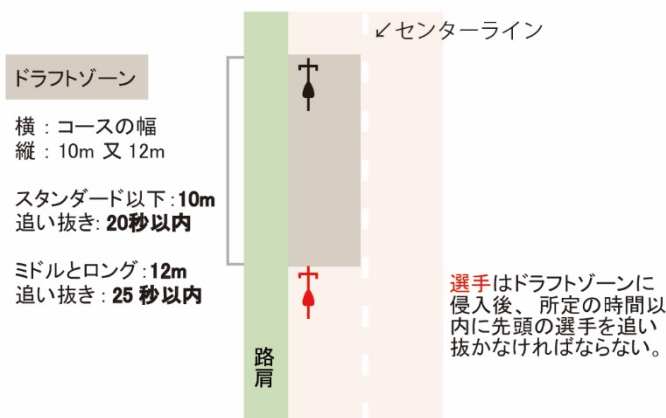 ↙センターライン
ドラフトゾーン
横：コースの幅
縦：10m 又 12m
スタンダード以下：10m
追い抜き：20秒以内
ミドルとロング：12m
追い抜き：25秒以内
選手はドラフトゾーンに
侵入後、所定の時間以
内に先頭の選手を追い
抜かなければならない。
路肩